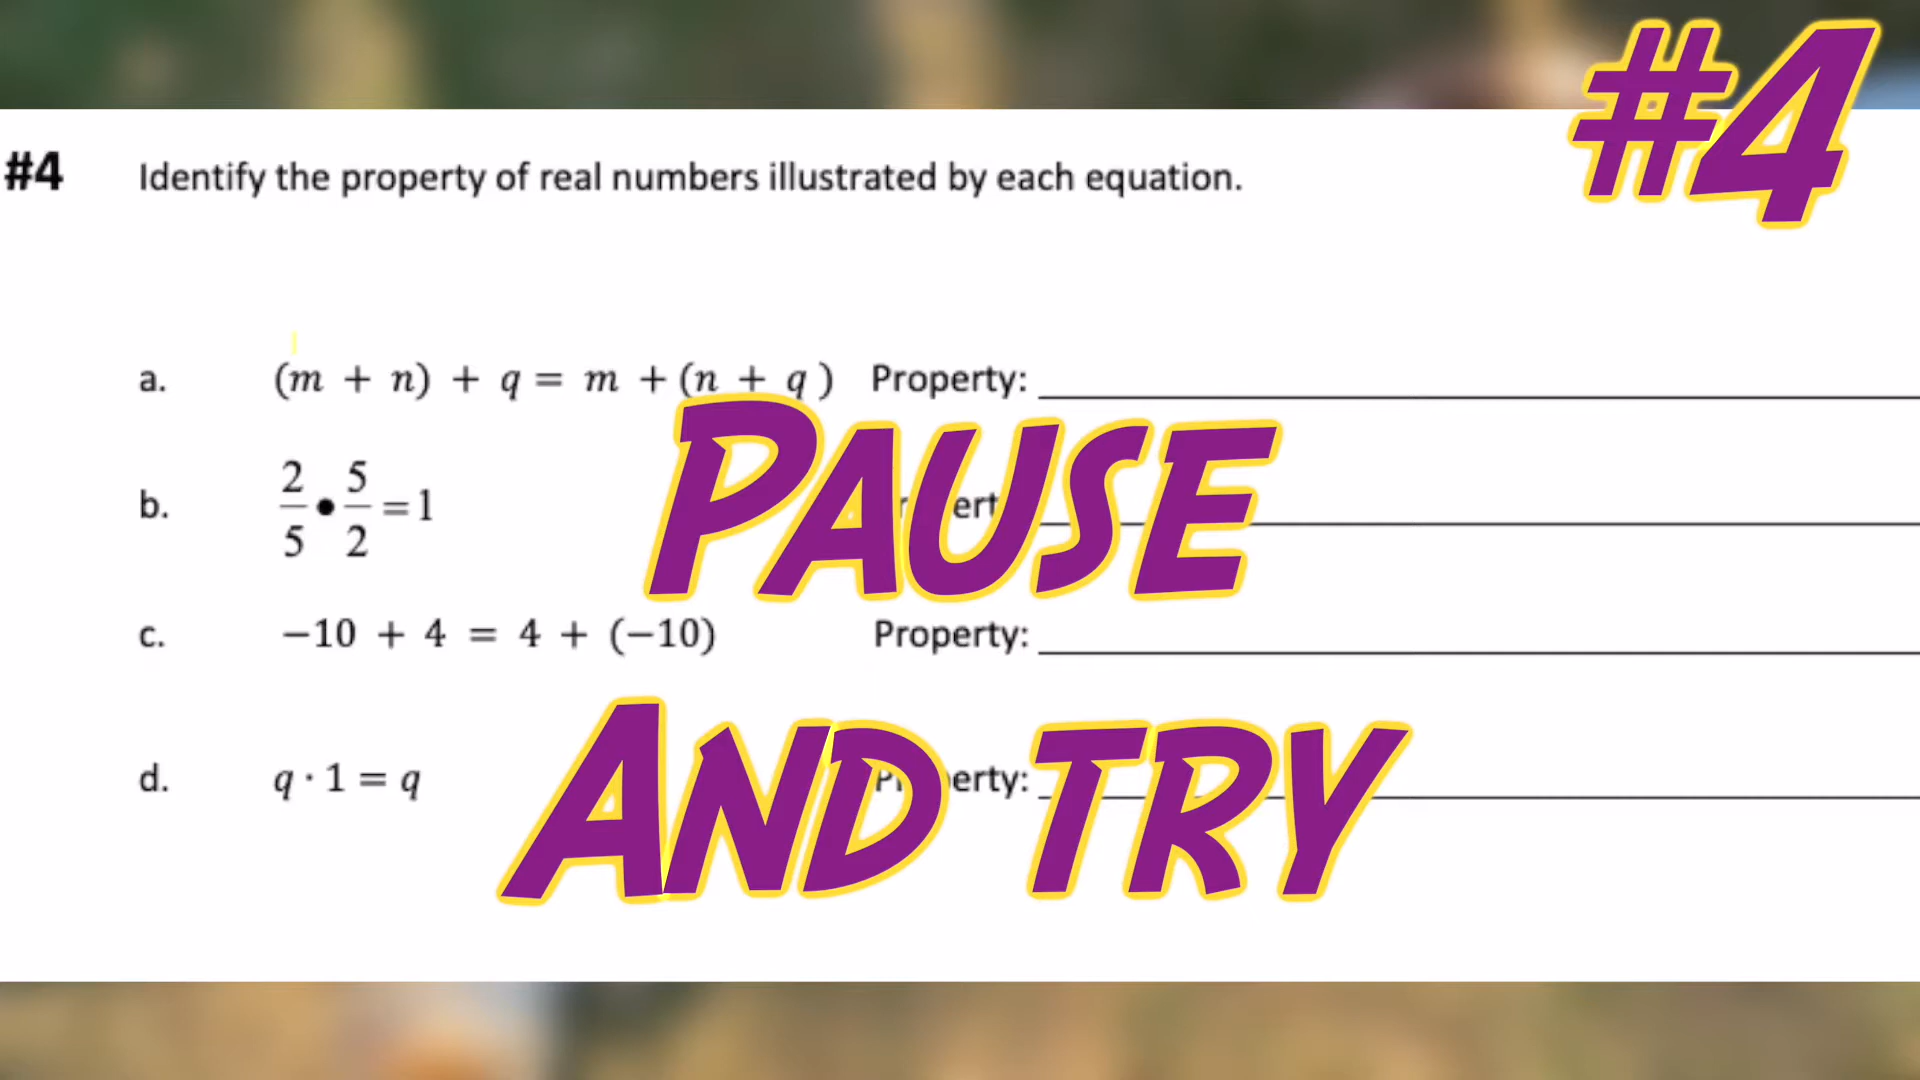 #4
#4 Identify the property of real numbers illustrated by each equation.
a. (m + n) + q = m + (n + q ) Property:
b. 2/5 • 5/2 = 1
c. −10 + 4 = 4 + (−10) Property:
d. q · 1 = q
PAUSE
AND TRY